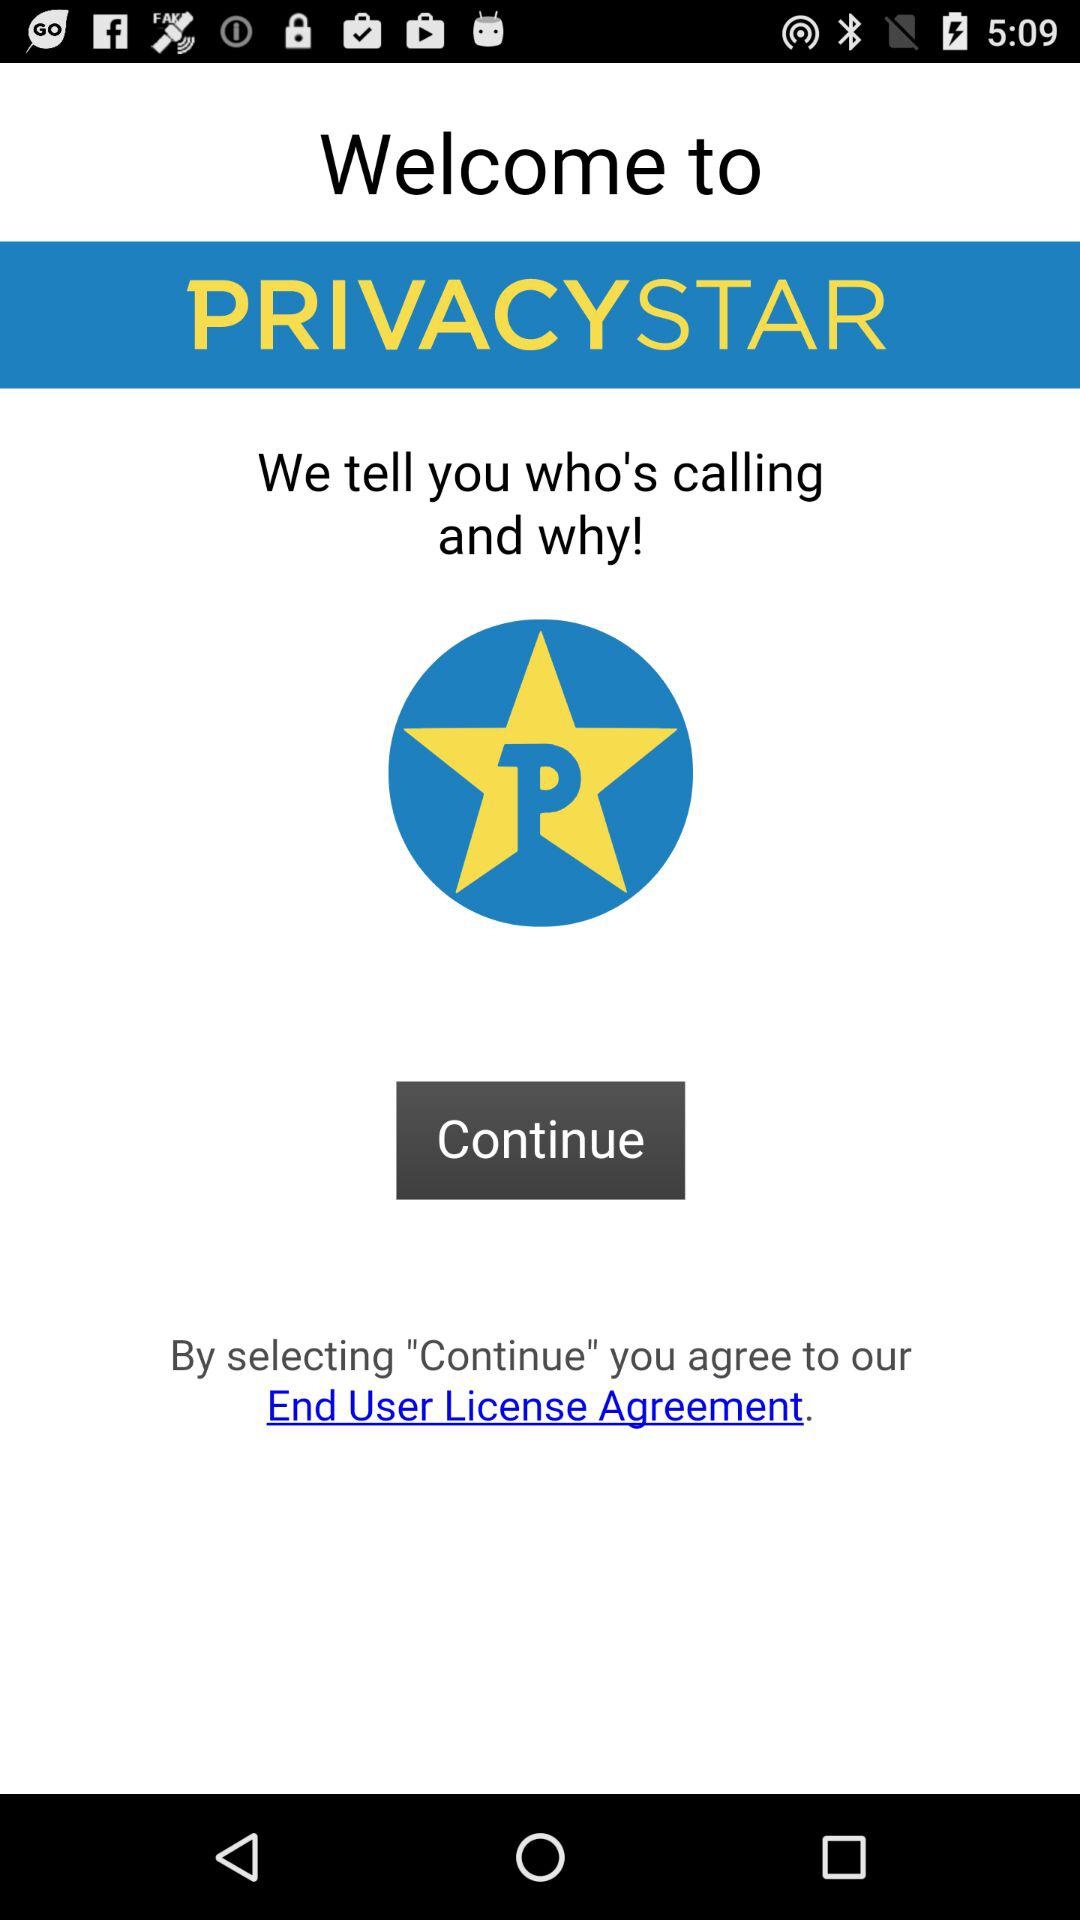 GO FAKE 5:09
Welcome to
PRIVACYSTAR
We tell you who's calling
and why!
P
Continue
By selecting "Continue" you agree to our
End User License Agreement.